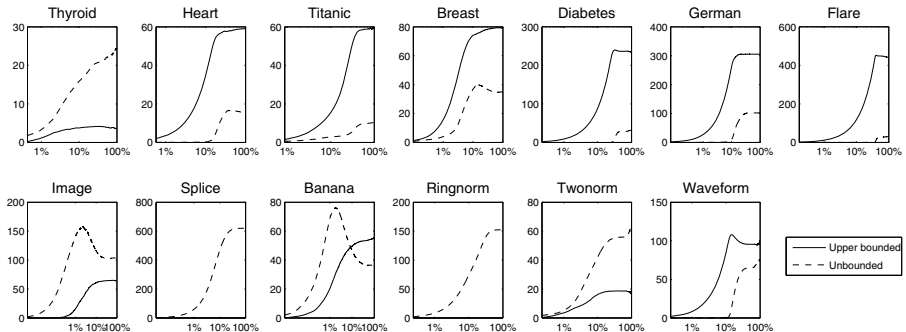 Thyroid Heart Titanic Breast Diabetes German Flare
30 60 60 80 300 400 600
60 300
20 40 40 200 400
40 200
10 20 20 100 200
20 100
0 0 0 0 0 0 0
1% 10% 100% 1% 10% 100% 1% 10% 100% 1% 10% 100% 1% 10% 100% 1% 10% 100% 1% 10% 100%
Image Splice Banana Ringnorm Twonorm Waveform
200 800 80 200 80 150
150 600 60 150 60
100
100 400 40 100 40
50
50 200 20 50 20
0 0 0 0 0 0
1% 10% 100% 1% 10% 100% 1% 10% 100% 1% 10% 100% 1% 10% 100% 1% 10% 100%
Upper bounded
Unbounded